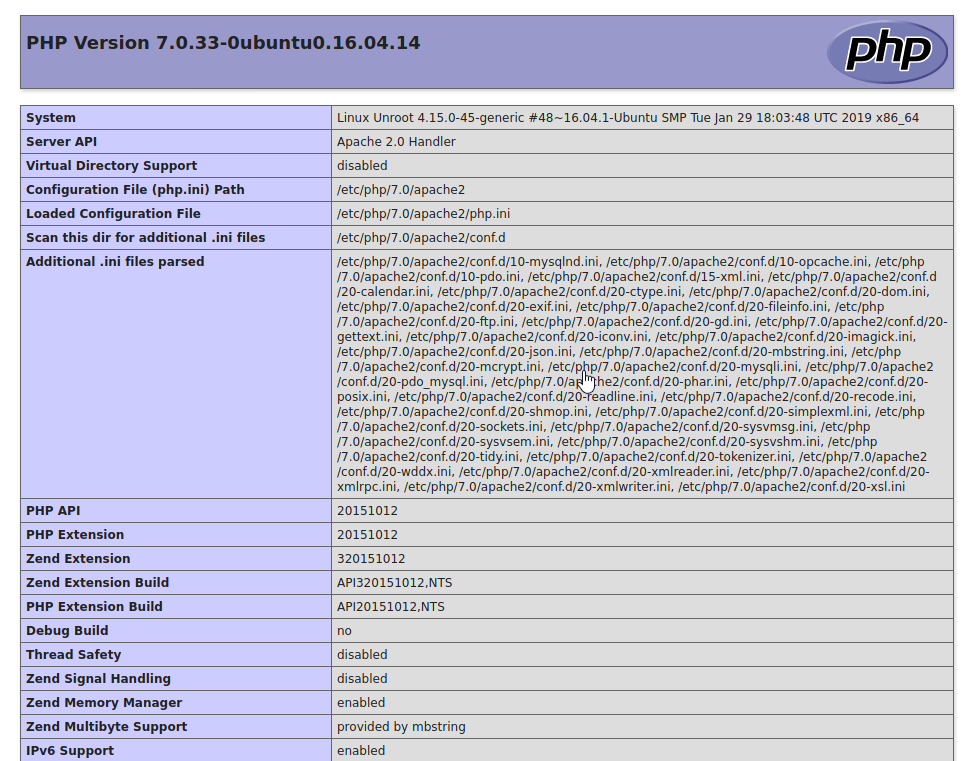 PHP Version 7.0.33-0ubuntu0.16.04.14
php
System Linux Unroot 4.15.0-45-generic #48~16.04.1-Ubuntu SMP Tue Jan 29 18:03:48 UTC 2019 x86_64
Server API Apache 2.0 Handler
Virtual Directory Support disabled
Configuration File (php.ini) Path /etc/php/7.0/apache2
Loaded Configuration File /etc/php/7.0/apache2/php.ini
Scan this dir for additional .ini files /etc/php/7.0/apache2/conf.d
Additional .ini files parsed /etc/php/7.0/apache2/conf.d/10-mysqlnd.ini, /etc/php/7.0/apache2/conf.d/10-opcache.ini, /etc/php
/7.0/apache2/conf.d/10-pdo.ini, /etc/php/7.0/apache2/conf.d/15-xml.ini, /etc/php/7.0/apache2/conf.d
/20-calendar.ini, /etc/php/7.0/apache2/conf.d/20-ctype.ini, /etc/php/7.0/apache2/conf.d/20-dom.ini,
/etc/php/7.0/apache2/conf.d/20-exif.ini, /etc/php/7.0/apache2/conf.d/20-fileinfo.ini, /etc/php
/7.0/apache2/conf.d/20-ftp.ini, /etc/php/7.0/apache2/conf.d/20-gd.ini, /etc/php/7.0/apache2/conf.d/20-
gettext.ini, /etc/php/7.0/apache2/conf.d/20-iconv.ini, /etc/php/7.0/apache2/conf.d/20-imagick.ini,
/etc/php/7.0/apache2/conf.d/20-json.ini, /etc/php/7.0/apache2/conf.d/20-mbstring.ini, /etc/php
/7.0/apache2/conf.d/20-mcrypt.ini, /etc/php/7.0/apache2/conf.d/20-mysqli.ini, /etc/php/7.0/apache2
/conf.d/20-pdo_mysql.ini, /etc/php/7.0/apache2/conf.d/20-phar.ini, /etc/php/7.0/apache2/conf.d/20-
posix.ini, /etc/php/7.0/apache2/conf.d/20-readline.ini, /etc/php/7.0/apache2/conf.d/20-recode.ini,
/etc/php/7.0/apache2/conf.d/20-shmop.ini, /etc/php/7.0/apache2/conf.d/20-simplexml.ini, /etc/php
/7.0/apache2/conf.d/20-sockets.ini, /etc/php/7.0/apache2/conf.d/20-sysvmsg.ini, /etc/php
/7.0/apache2/conf.d/20-sysvsem.ini, /etc/php/7.0/apache2/conf.d/20-sysvshm.ini, /etc/php
/7.0/apache2/conf.d/20-tidy.ini, /etc/php/7.0/apache2/conf.d/20-tokenizer.ini, /etc/php/7.0/apache2
/conf.d/20-wddx.ini, /etc/php/7.0/apache2/conf.d/20-xmlreader.ini, /etc/php/7.0/apache2/conf.d/20-
xmlrpc.ini, /etc/php/7.0/apache2/conf.d/20-xmlwriter.ini, /etc/php/7.0/apache2/conf.d/20-xsl.ini
PHP API 20151012
PHP Extension 20151012
Zend Extension 320151012
Zend Extension Build API320151012,NTS
PHP Extension Build API20151012,NTS
Debug Build no
Thread Safety disabled
Zend Signal Handling disabled
Zend Memory Manager enabled
Zend Multibyte Support provided by mbstring
IPv6 Support enabled